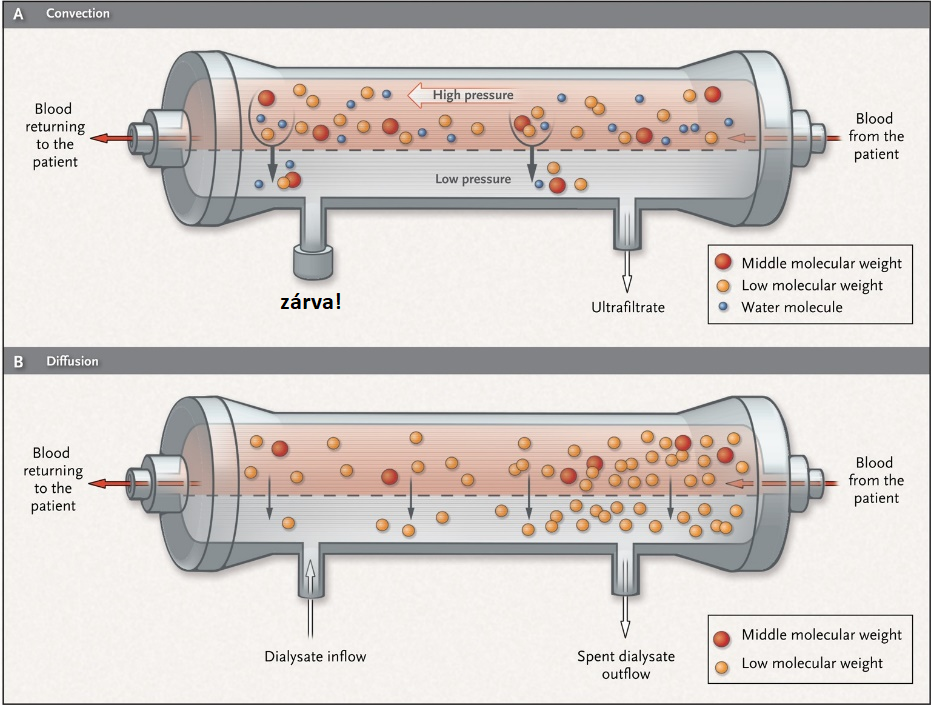 A Convection
Blood
returning
to the
patient
High pressure
Low pressure
Blood
from the
patient
zárva!
Ultrafiltrate
Middle molecular weight
Low molecular weight
Water molecule
B Diffusion
Blood
returning
to the
patient
Blood
from the
patient
Dialysate inflow
Spent dialysate
outflow
Middle molecular weight
Low molecular weight